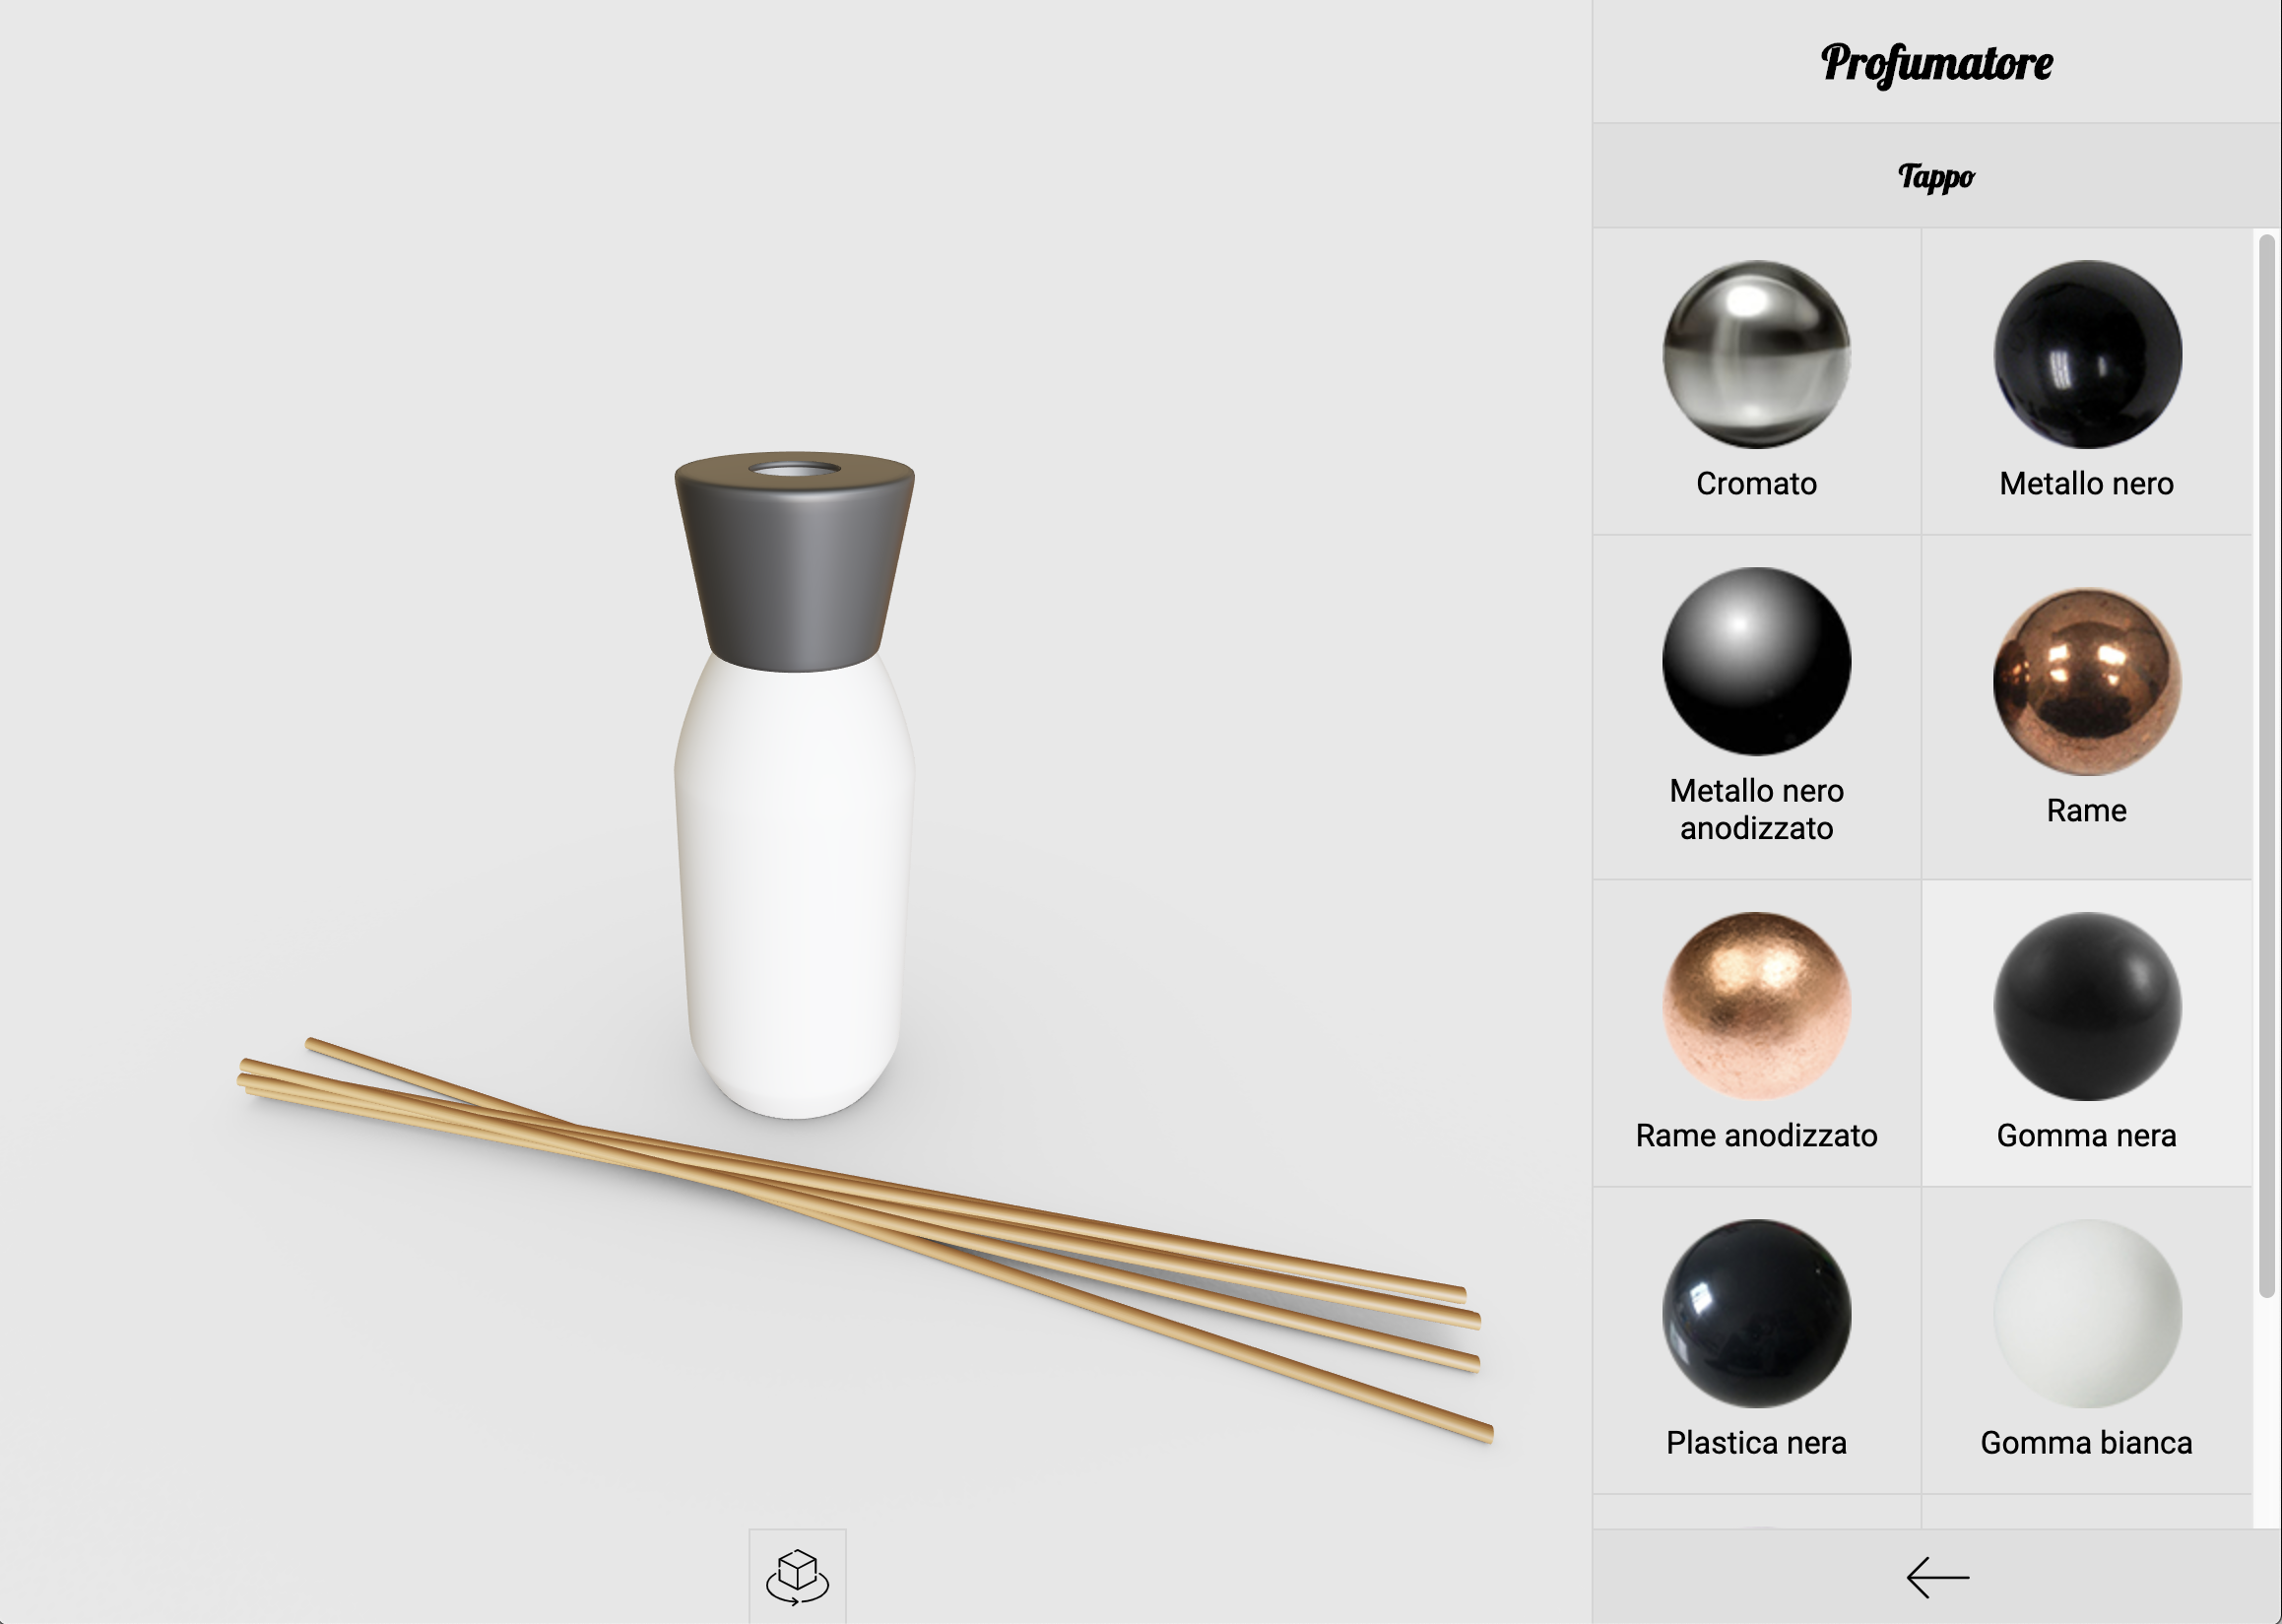 Profumatore
Tappo
Cromato
Metallo nero
Metallo nero
anodizzato
Rame
Rame anodizzato
Gomma nera
Plastica nera
Gomma bianca